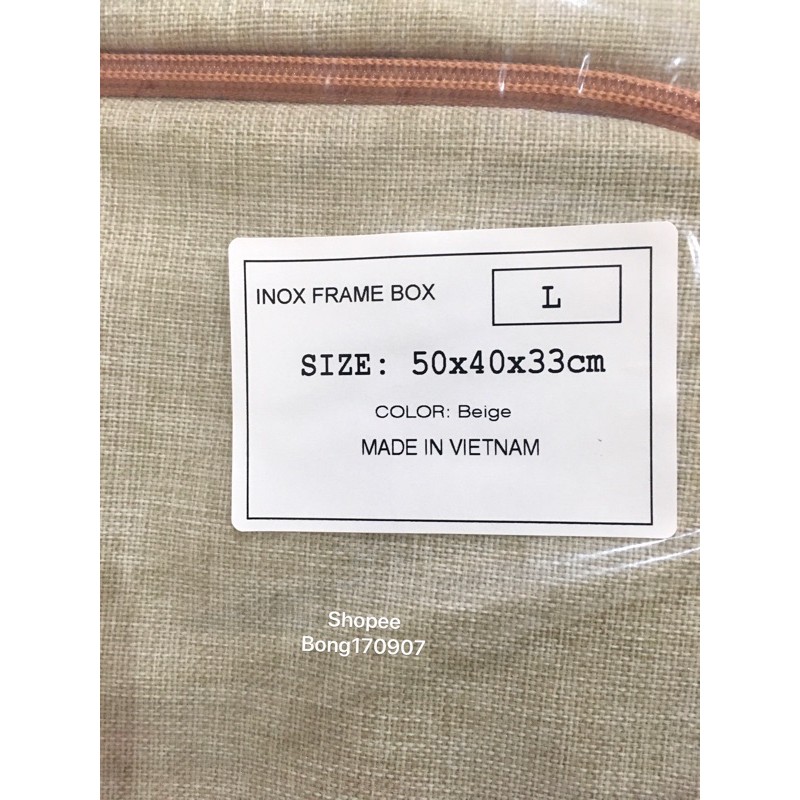 INOX FRAME BOX
L
SIZE: 50x40x33cm
COLOR: Beige
MADE IN VIETNAM
Shopee
Bong170907